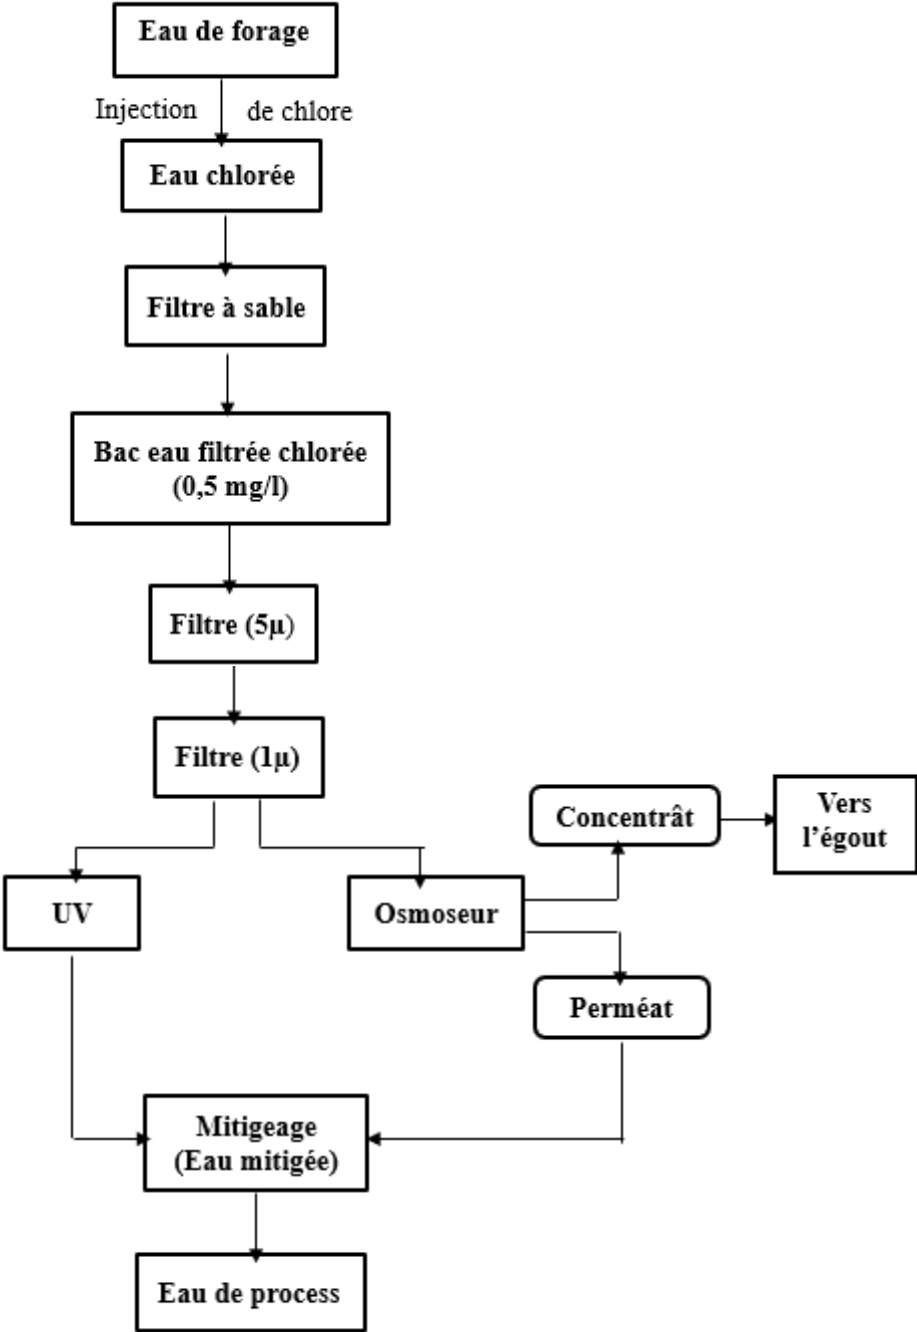 Eau de forage
Injection de chlore
Eau chlorée
Filtre à sable
Bac eau filtrée chlorée
(0,5 mg/l)
Filtre (5µ)
Filtre (1µ)
Concentrât
Vers
l’égout
UV
Osmoseur
Perméat
Mitigeage
(Eau mitigée)
Eau de process